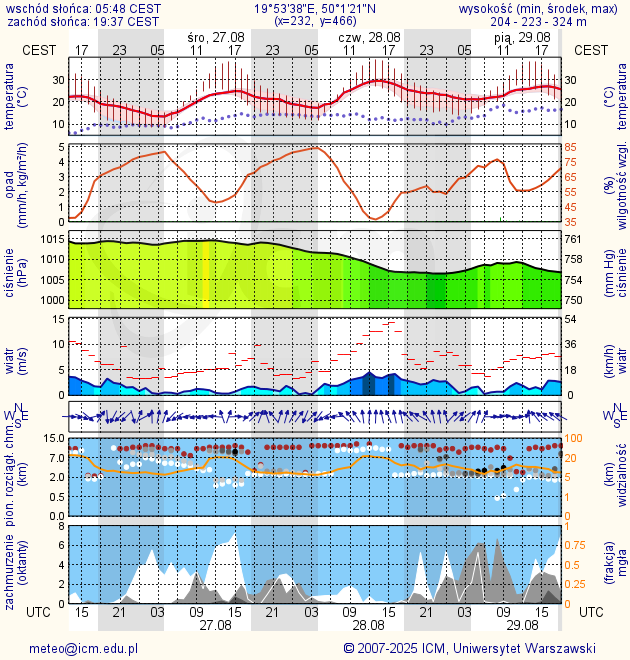 wschód słońca: 05:48 CEST 19°53'38"E, 50°1'21"N wysokość (min, środek, max)
zachód słońca: 19:37 CEST (x=232, y=466) 204 - 223 - 324 m
śro, 27.08 czw, 28.08 pią, 29.08
CEST 17 23 05 11 17 23 05 11 17 23 05 11 17 CEST
temperatura
(°C)
30
20
10
30
20
10
(°C)
temperatura
opad
(mm/h, kg/m²/h)
5
4
3
2
1
0
85
75
65
55
45
35
(%)
wilgotność wzgl.
ciśnienie
(hPa)
1015
1010
1005
1000
761
758
754
750
(mm Hg)
ciśnienie
wiatr
(m/s)
15
10
5
0
54
36
18
0
(km/h)
wiatr
N
W E
S
N
W E
S
pion. rozciągł. chm.
(km)
15.0
7.0
2.0
0.5
0.0
100
20
5
1
0
(km)
widzialność
zachmurzenie
(oktanty)
8
6
4
2
0
1
0.75
0.5
0.25
0
(frakcja)
mgła
UTC 15 21 03 09 15 21 03 09 15 21 03 09 15 UTC
27.08 28.08 29.08
meteo@icm.edu.pl © 2007-2025 ICM, Uniwersytet Warszawski